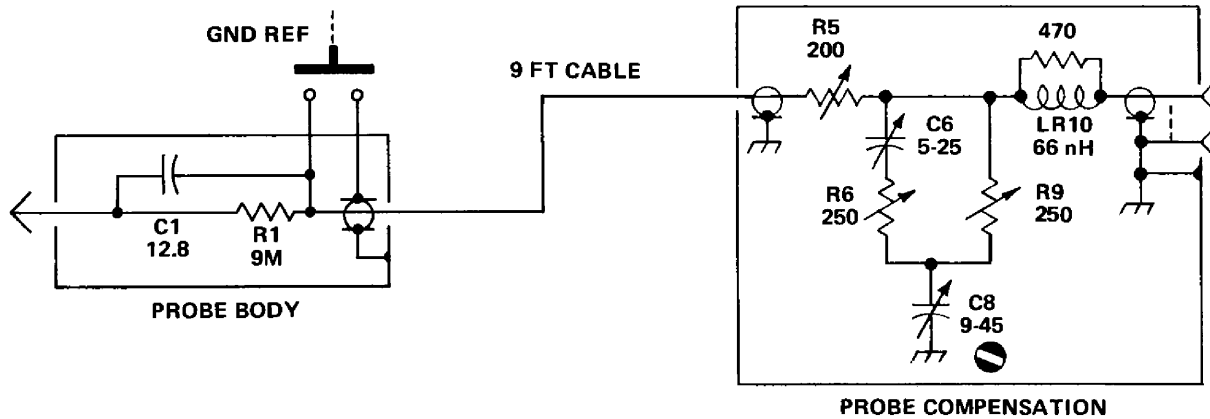 GND REF
9 FT CABLE
C1
12.8
R1
9M
PROBE BODY
R5
200
470
C6
5-25
LR10
66 nH
R6
250
R9
250
C8
9-45
PROBE COMPENSATION